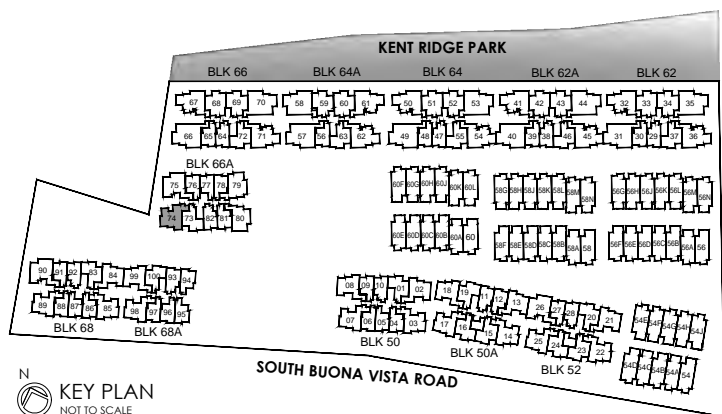 KENT RIDGE PARK
BLK 66 BLK 64A BLK 64 BLK 62A BLK 62
67 68 69 70 58 59 60 61 50 51 52 53 41 42 43 44 32 33 34 35
66 65 64 72 71 57 56 63 62 49 48 47 55 54 40 39 38 46 45 31 30 29 37 36
BLK 66A
75 76 77 78 79 60F 60G 60H 60J 60K 60L 58G 58H 58J 58K 58L 58M 58N 56G 56H 56J 56K 56L 56M 56N
74 73 82 81 80 60E 60D 60C 60B 60A 60 58F 58E 58D 58C 58B 58A 58 56F 56E 56D 56C 56B 56A 56
90 91 92 83 84 99 100 93 94 08 09 10 01 02 18 19 11 12 13 26 27 28 20 21 54E 54F 54G 54H 54J
89 88 87 86 85 98 97 96 95 07 06 05 04 03 17 16 15 14 25 24 23 22
BLK 68 BLK 68A BLK 50 BLK 50A BLK 52 54D 54C 54B 54A 54
SOUTH BUONA VISTA ROAD
N
KEY PLAN
NOT TO SCALE